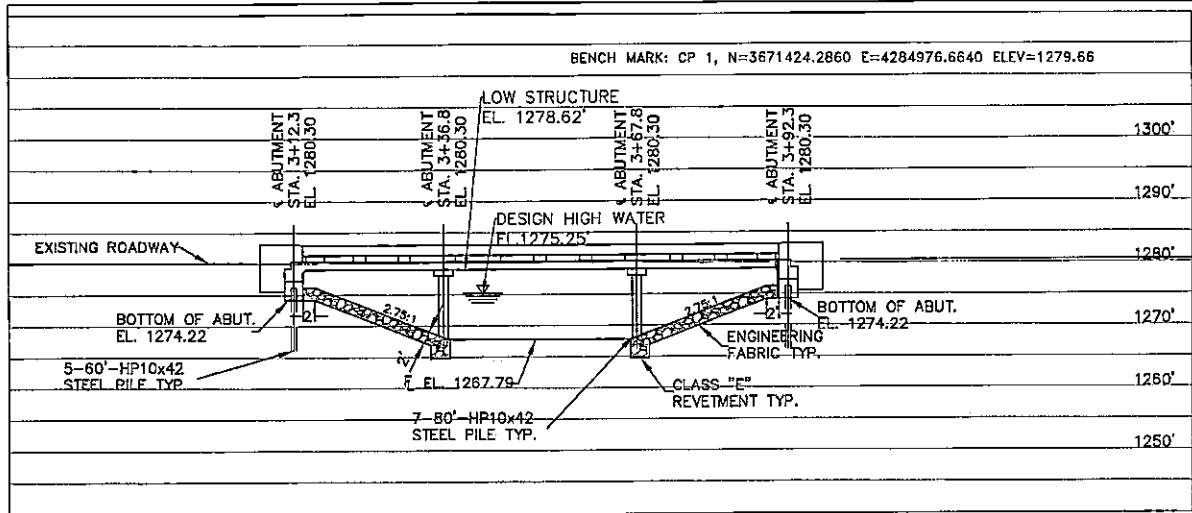 BENCH MARK: CP 1, N=3671424.2860 E=4284976.6640 ELEV=1279.66
LOW STRUCTURE
EL. 1278.62'
℄ ABUTMENT
STA. 3+12.3
EL. 1280.30
℄ ABUTMENT
STA. 3+36.8
EL. 1280.30
℄ ABUTMENT
STA. 3+67.8
EL. 1280.30
℄ ABUTMENT
STA. 3+92.3
EL. 1280.30
1300'
1290'
DESIGN HIGH WATER
EL.1275.25'
EXISTING ROADWAY
1280'
2.75:1
2.75:1
2'
2'
BOTTOM OF ABUT.
EL. 1274.22
BOTTOM OF ABUT.
EL. 1274.22
1270'
ENGINEERING
FABRIC TYP.
2'
5-60'-HP10x42
STEEL PILE TYP.
EL. 1267.79
CLASS "E"
REVETMENT TYP.
1260'
7-80'-HP10x42
STEEL PILE TYP.
1250'